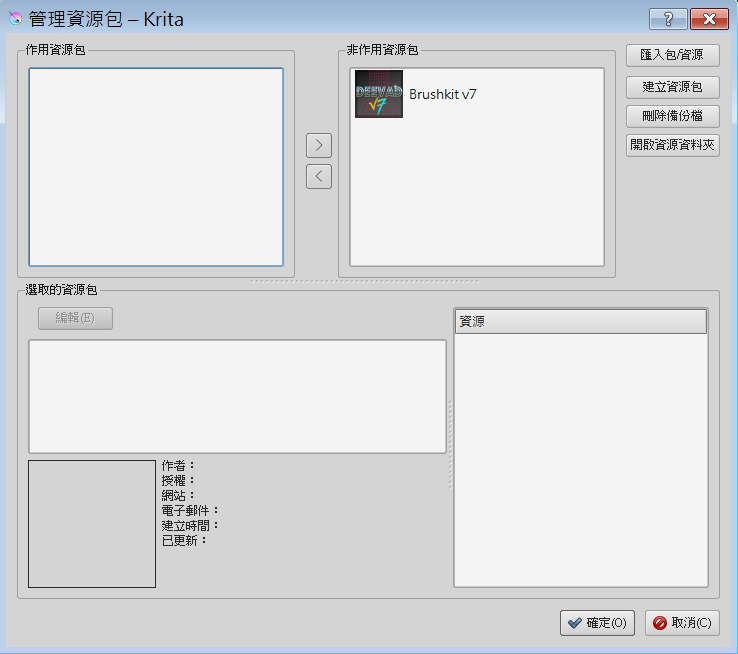 管理資源包 – Krita
?
作用資源包
非作用資源包
匯入包/資源
DEEVAD
v7
Brushkit v7
建立資源包
刪除備份檔
開啟資源資料夾
選取的資源包
編輯(E)
資源
作者：
授權：
網站：
電子郵件：
建立時間：
已更新：
確定(O)
取消(C)